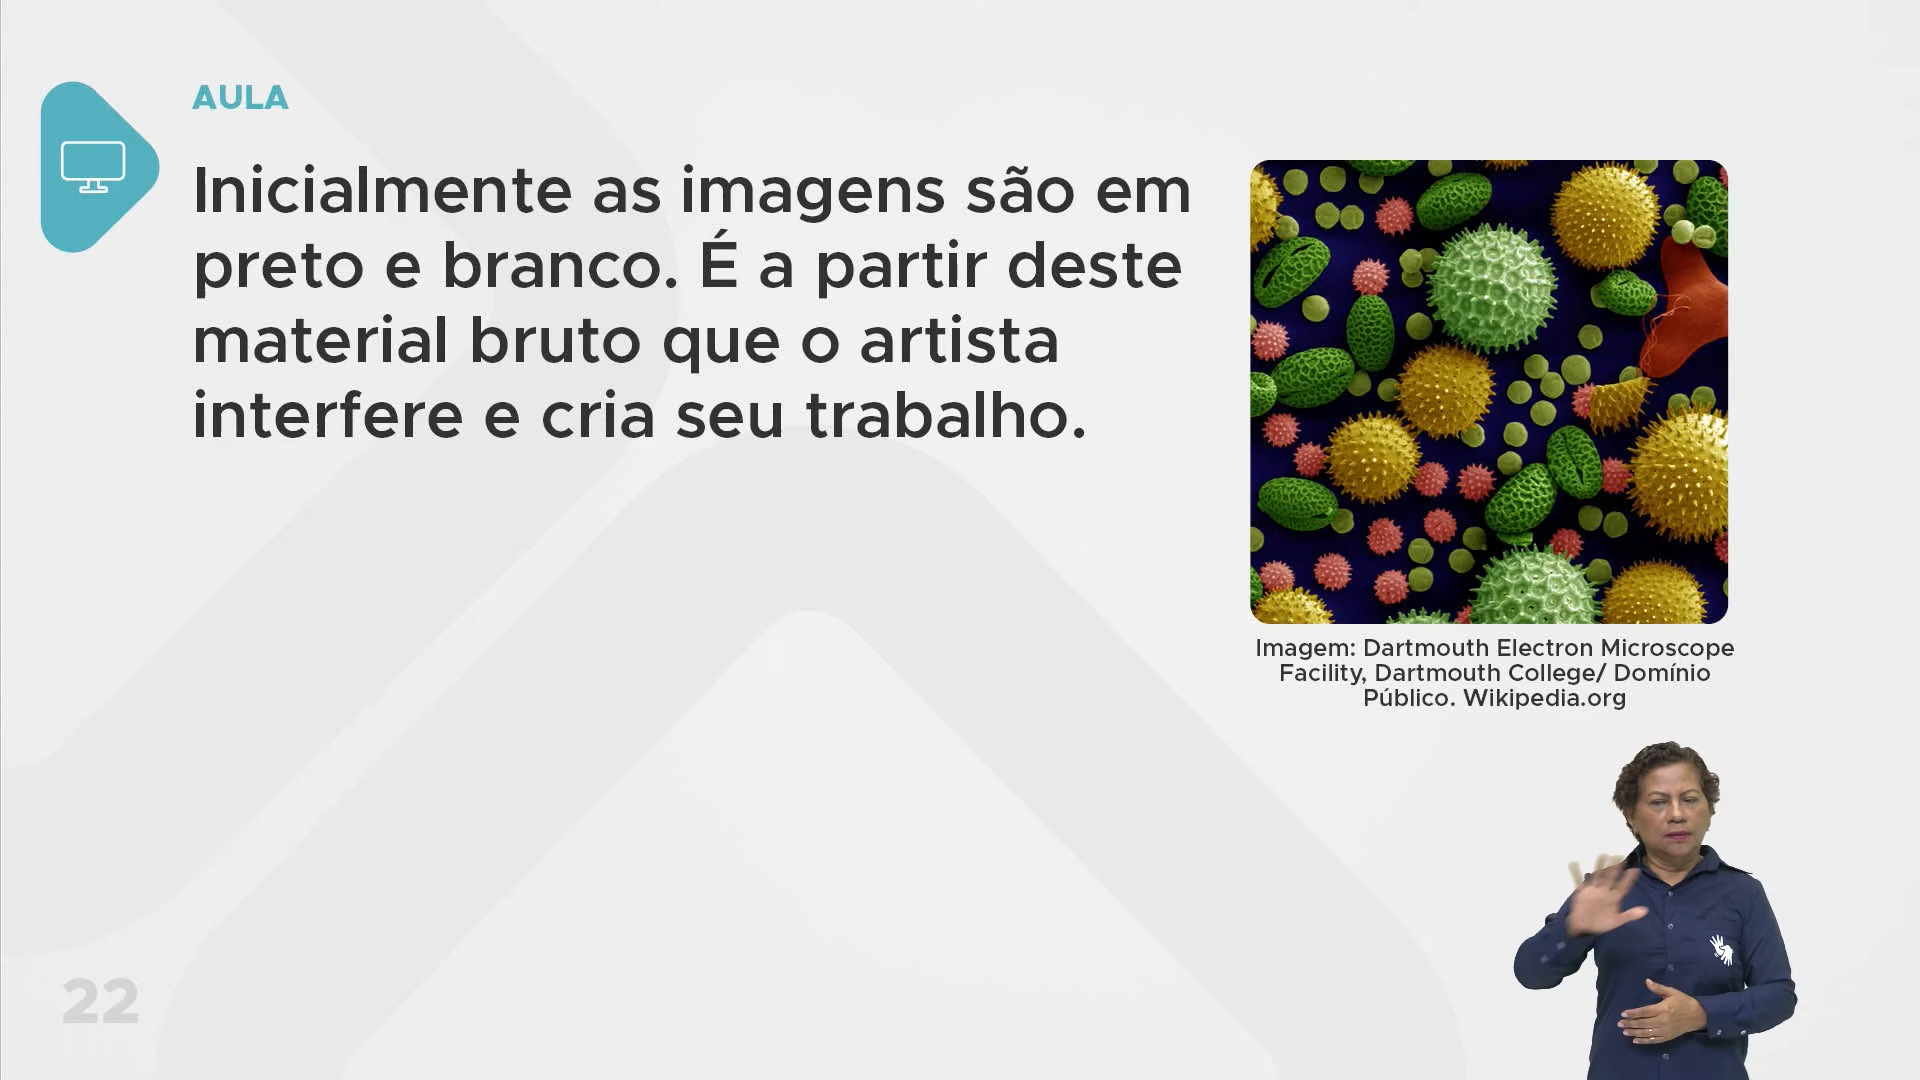 AULA
Inicialmente as imagens são em
preto e branco. É a partir deste
material bruto que o artista
interfere e cria seu trabalho.
Imagem: Dartmouth Electron Microscope
Facility, Dartmouth College/ Domínio
Público. Wikipedia.org
22